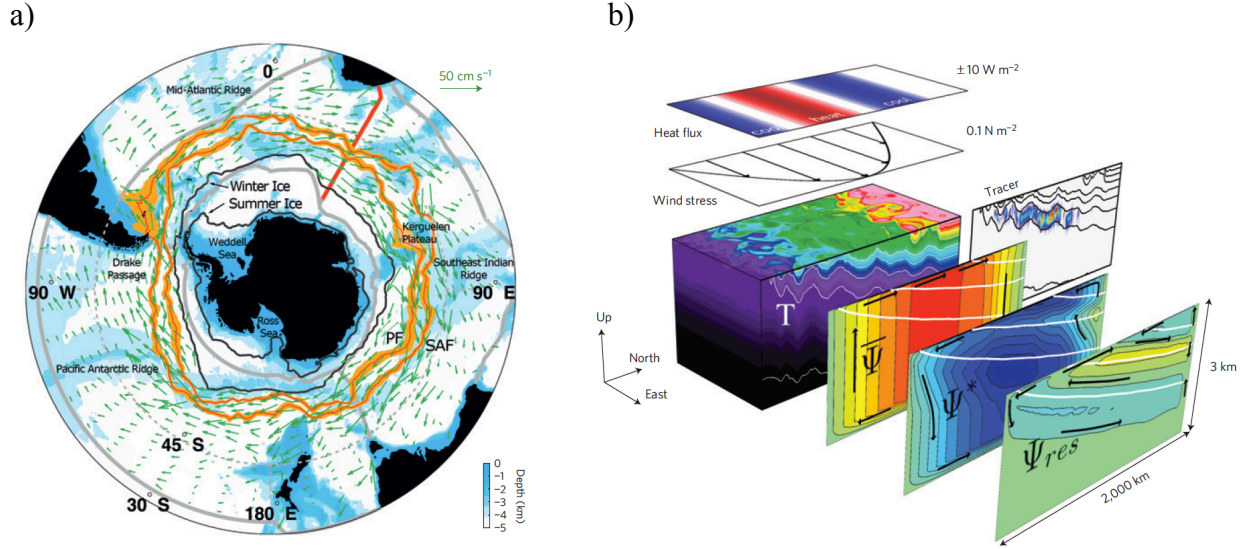 a)
0°
50 cm s⁻¹
Mid-Atlantic Ridge
Winter Ice
Summer Ice
Weddell
Sea
Kerguelen
Plateau
Drake
Passage
Southeast Indian
Ridge
90° W
90° E
Ross
Sea
PF
SAF
Pacific Antarctic Ridge
45° S
30° S
180° E
0
−1
−2
−3
−4
−5
Depth (km)
b)
±10 W m⁻²
cool
heat
cool
Heat flux
0.1 N m⁻²
Wind stress
Tracer
T
Up
North
East
Ψ̅
Ψ*
Ψres
3 km
2,000 km